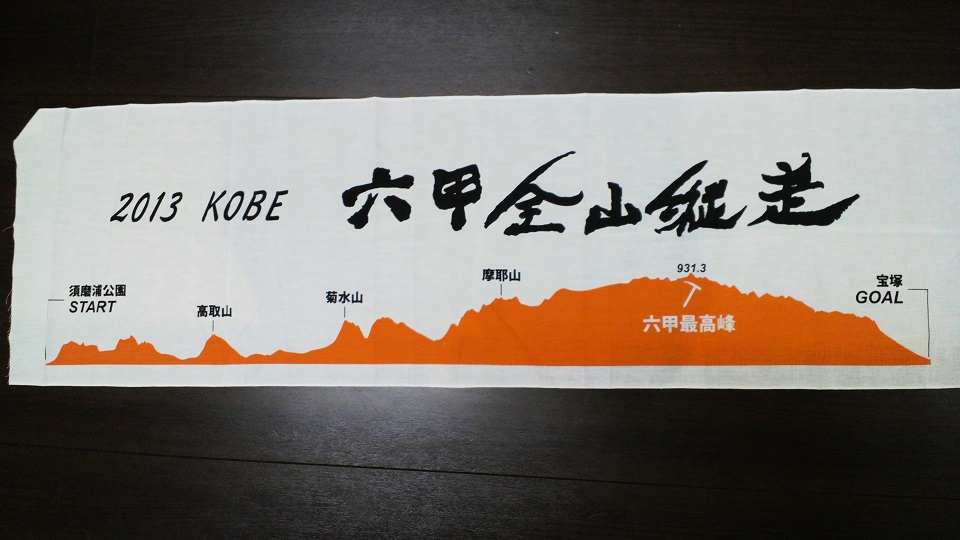 2013 KOBE 六甲全山縦走
須磨浦公園
START
高取山
菊水山
摩耶山
931.3
六甲最高峰
宝塚
GOAL